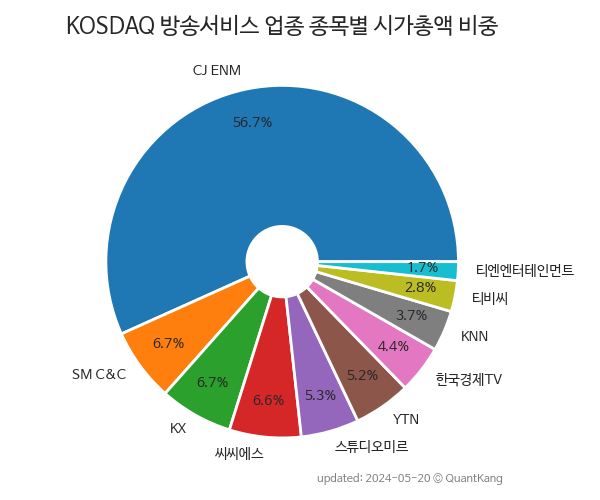 KOSDAQ 방송서비스 업종 종목별 시가총액 비중
CJ ENM
56.7%
1.7%
티엔엔터테인먼트
2.8%
티비씨
3.7%
KNN
4.4%
한국경제TV
5.2%
YTN
5.3%
스튜디오미르
6.6%
씨씨에스
6.7%
KX
6.7%
SM C&C
updated: 2024-05-20 © QuantKang